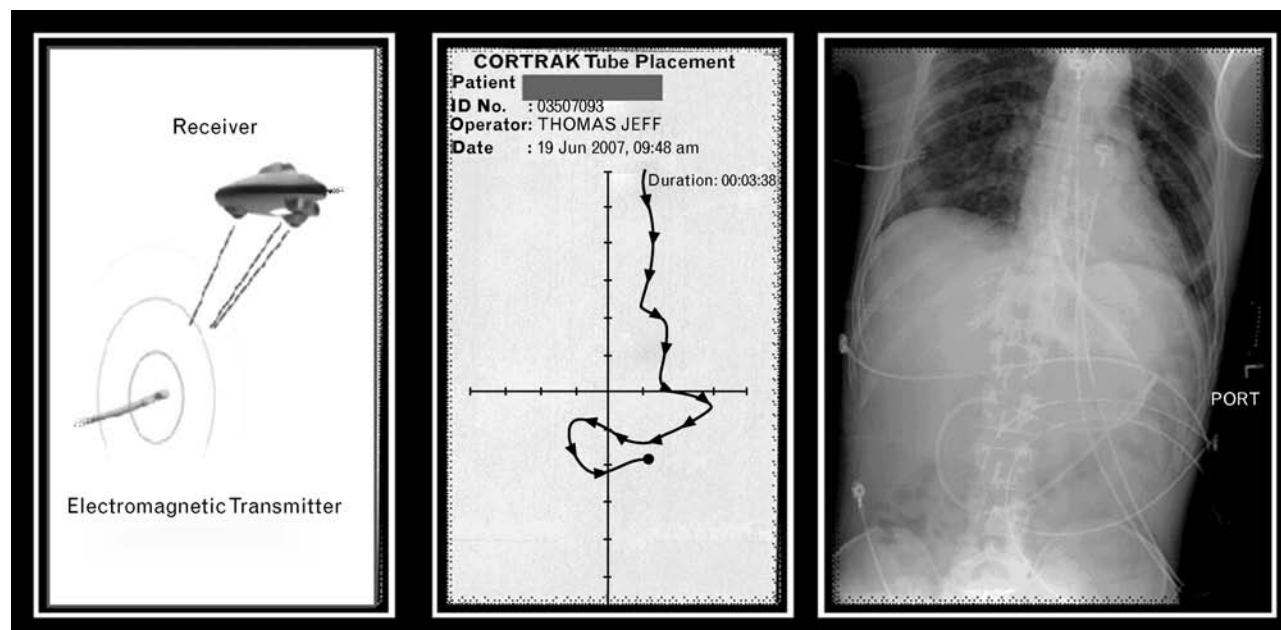 Receiver
Electromagnetic Transmitter
CORTRAK Tube Placement
Patient
ID No. : 03507093
Operator: THOMAS JEFF
Date : 19 Jun 2007, 09:48 am
Duration: 00:03:38
L
PORT